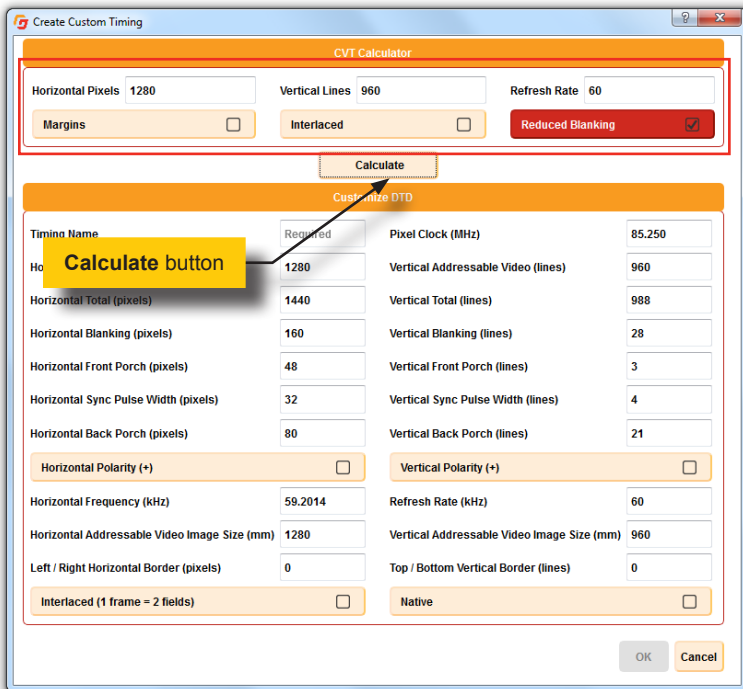 Create Custom Timing
CVT Calculator
Horizontal Pixels 1280 Vertical Lines 960 Refresh Rate 60
Margins Interlaced Reduced Blanking
Calculate
Customize DTD
Timing Name Required Pixel Clock (MHz) 85.250
Calculate button
Ho 1280 Vertical Addressable Video (lines) 960
Horizontal Total (pixels) 1440 Vertical Total (lines) 988
Horizontal Blanking (pixels) 160 Vertical Blanking (lines) 28
Horizontal Front Porch (pixels) 48 Vertical Front Porch (lines) 3
Horizontal Sync Pulse Width (pixels) 32 Vertical Sync Pulse Width (lines) 4
Horizontal Back Porch (pixels) 80 Vertical Back Porch (lines) 21
Horizontal Polarity (+) Vertical Polarity (+)
Horizontal Frequency (kHz) 59.2014 Refresh Rate (kHz) 60
Horizontal Addressable Video Image Size (mm) 1280 Vertical Addressable Video Image Size (mm) 960
Left / Right Horizontal Border (pixels) 0 Top / Bottom Vertical Border (lines) 0
Interlaced (1 frame = 2 fields) Native
OK Cancel